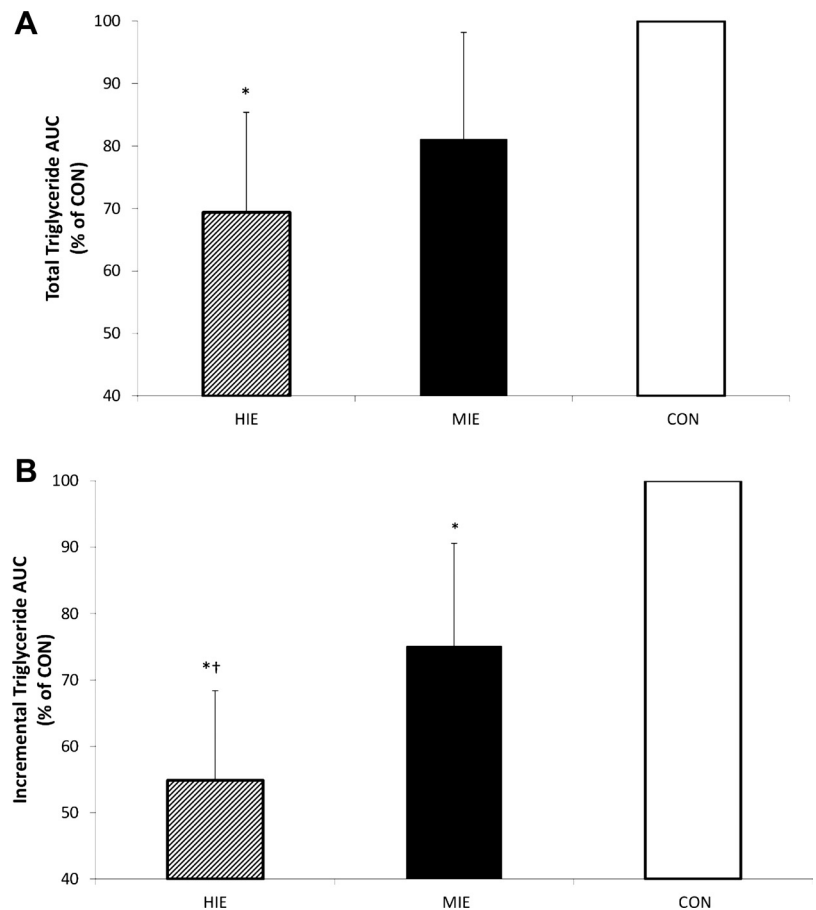 A
100
90
80
70
60
50
40
Total Triglyceride AUC
(% of CON)
*
HIE
MIE
CON
B
100
90
80
70
60
50
40
Incremental Triglyceride AUC
(% of CON)
*†
*
HIE
MIE
CON